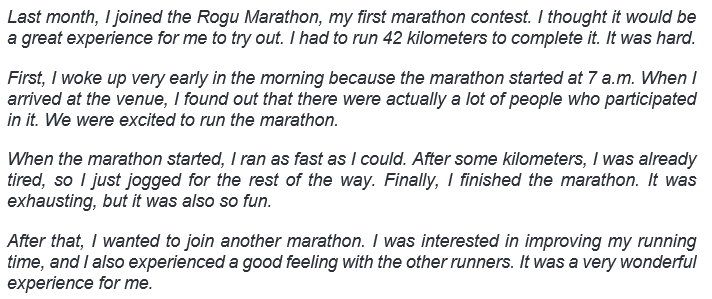 Last month, I joined the Rogu Marathon, my first marathon contest. I thought it would be
a great experience for me to try out. I had to run 42 kilometers to complete it. It was hard.
First, I woke up very early in the morning because the marathon started at 7 a.m. When I
arrived at the venue, I found out that there were actually a lot of people who participated
in it. We were excited to run the marathon.
When the marathon started, I ran as fast as I could. After some kilometers, I was already
tired, so I just jogged for the rest of the way. Finally, I finished the marathon. It was
exhausting, but it was also so fun.
After that, I wanted to join another marathon. I was interested in improving my running
time, and I also experienced a good feeling with the other runners. It was a very wonderful
experience for me.